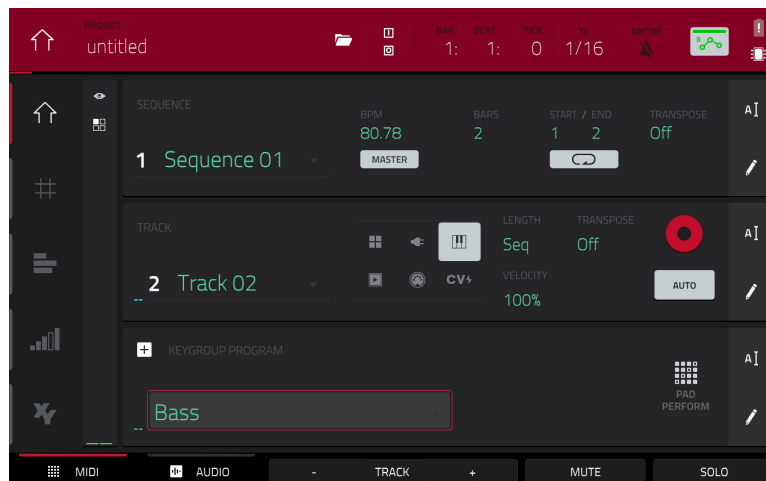 PROJECT
untitled
BAR BEAT TICK TC METRO
1: 1: 0 1/16
R
SEQUENCE
1 Sequence 01
BPM BARS START / END TRANSPOSE
80.78 2 1 2 Off
MASTER
A
TRACK
2 Track 02
CV
LENGTH TRANSPOSE
Seq Off
VELOCITY
100%
AUTO
A
KEYGROUP PROGRAM
Bass
PAD
PERFORM
A
XY
MIDI AUDIO - TRACK + MUTE SOLO